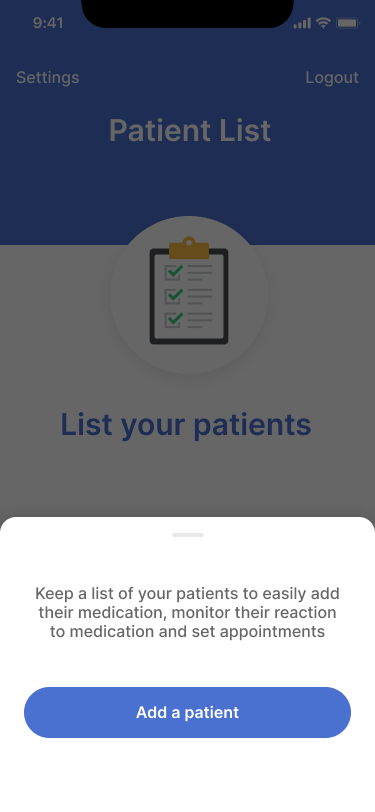 9:41
Settings
Logout
Patient List
List your patients
Keep a list of your patients to easily add
their medication, monitor their reaction
to medication and set appointments
Add a patient